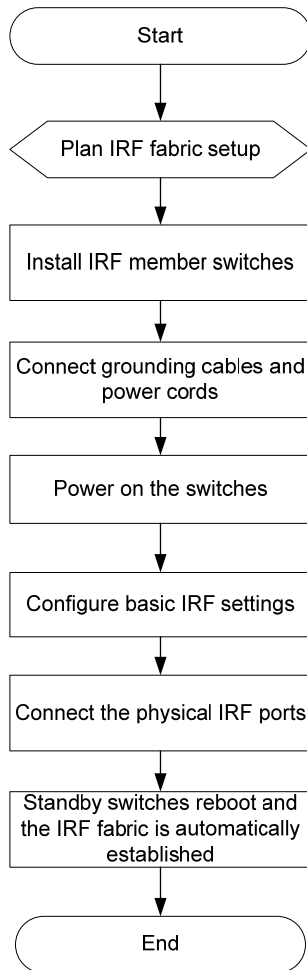 Start
Plan IRF fabric setup
Install IRF member switches
Connect grounding cables and
power cords
Power on the switches
Configure basic IRF settings
Connect the physical IRF ports
Standby switches reboot and
the IRF fabric is automatically
established
End